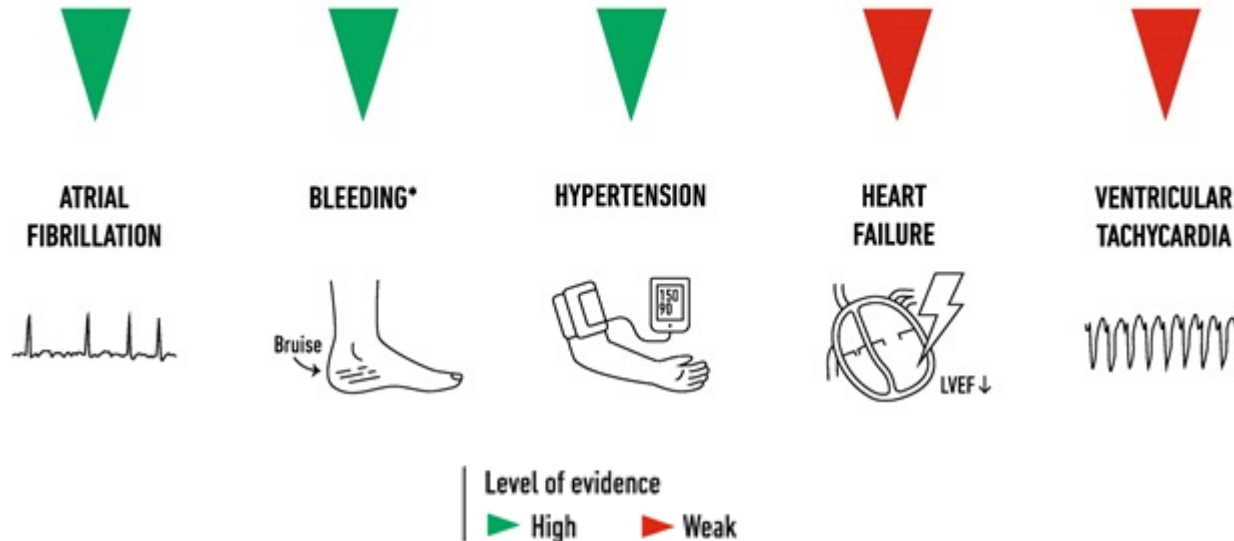 ATRIAL
FIBRILLATION
BLEEDING*
HYPERTENSION
HEART
FAILURE
VENTRICULAR
TACHYCARDIA
Bruise
150
90
LVEF ↓
Level of evidence
High
Weak